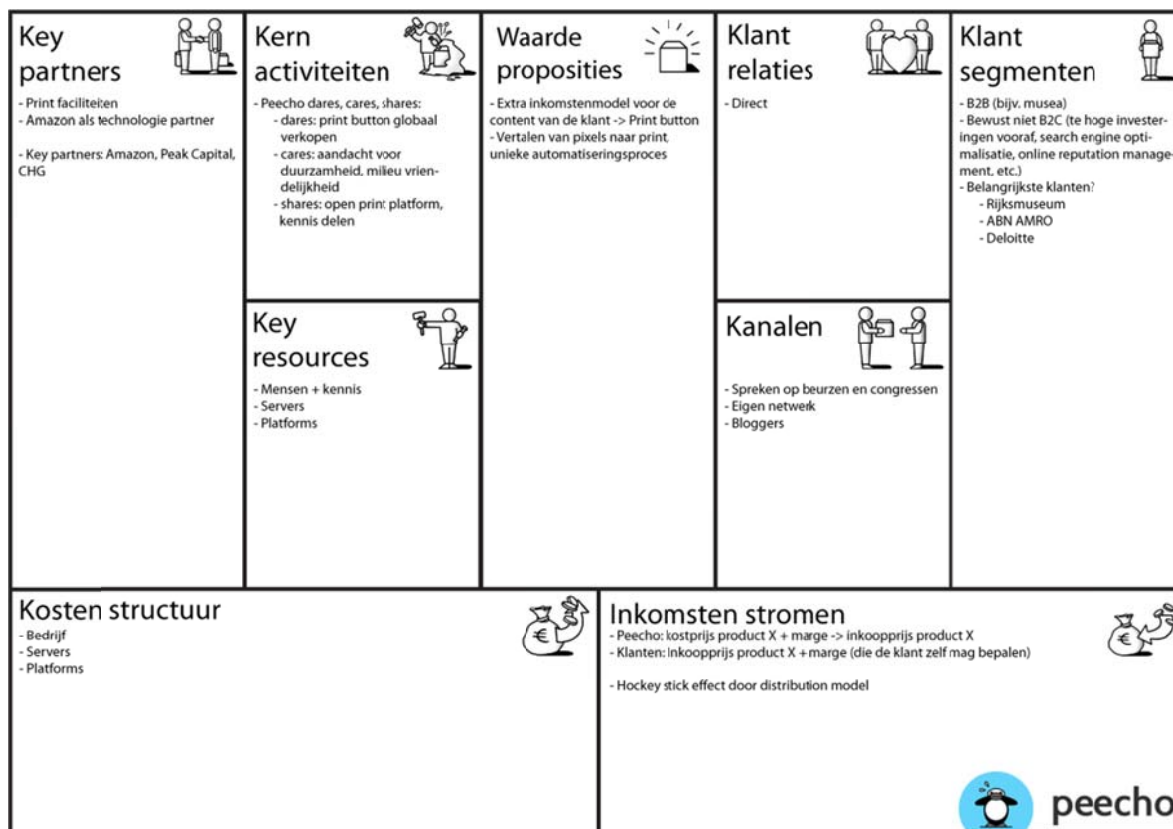 Key
partners
- Print faciliteiten
- Amazon als technologie partner
- Key partners: Amazon, Peak Capital,
CHG
Kern
activiteiten
- Peecho dares, cares, shares:
- dares: print button globaal
verkopen
- cares: aandacht voor
duurzaamheid, milieu vrien-
delijkheid
- shares: open print platform,
kennis delen
Key
resources
- Mensen + kennis
- Servers
- Platforms
Waarde
proposities
- Extra inkomstenmodel voor de
content van de klant -> Print button
- Vertalen van pixels naar print,
unieke automatiseringsproces
Klant
relaties
- Direct
Kanalen
- Spreken op beurzen en congressen
- Eigen netwerk
- Bloggers
Klant
segmenten
- B2B (bijv. musea)
- Bewust niet B2C (te hoge invester-
ingen vooraf, search engine opti-
malisatie, online reputation manage-
ment, etc.)
- Belangrijkste klanten?
- Rijksmuseum
- ABN AMRO
- Deloitte
Kosten structuur
- Bedrijf
- Servers
- Platforms
€
Inkomsten stromen
- Peecho: kostprijs product X + marge -> inkoopprijs product X
- Klanten: Inkoopprijs product X + marge (die de klant zelf mag bepalen)
- Hockey stick effect door distribution model
€
peecho